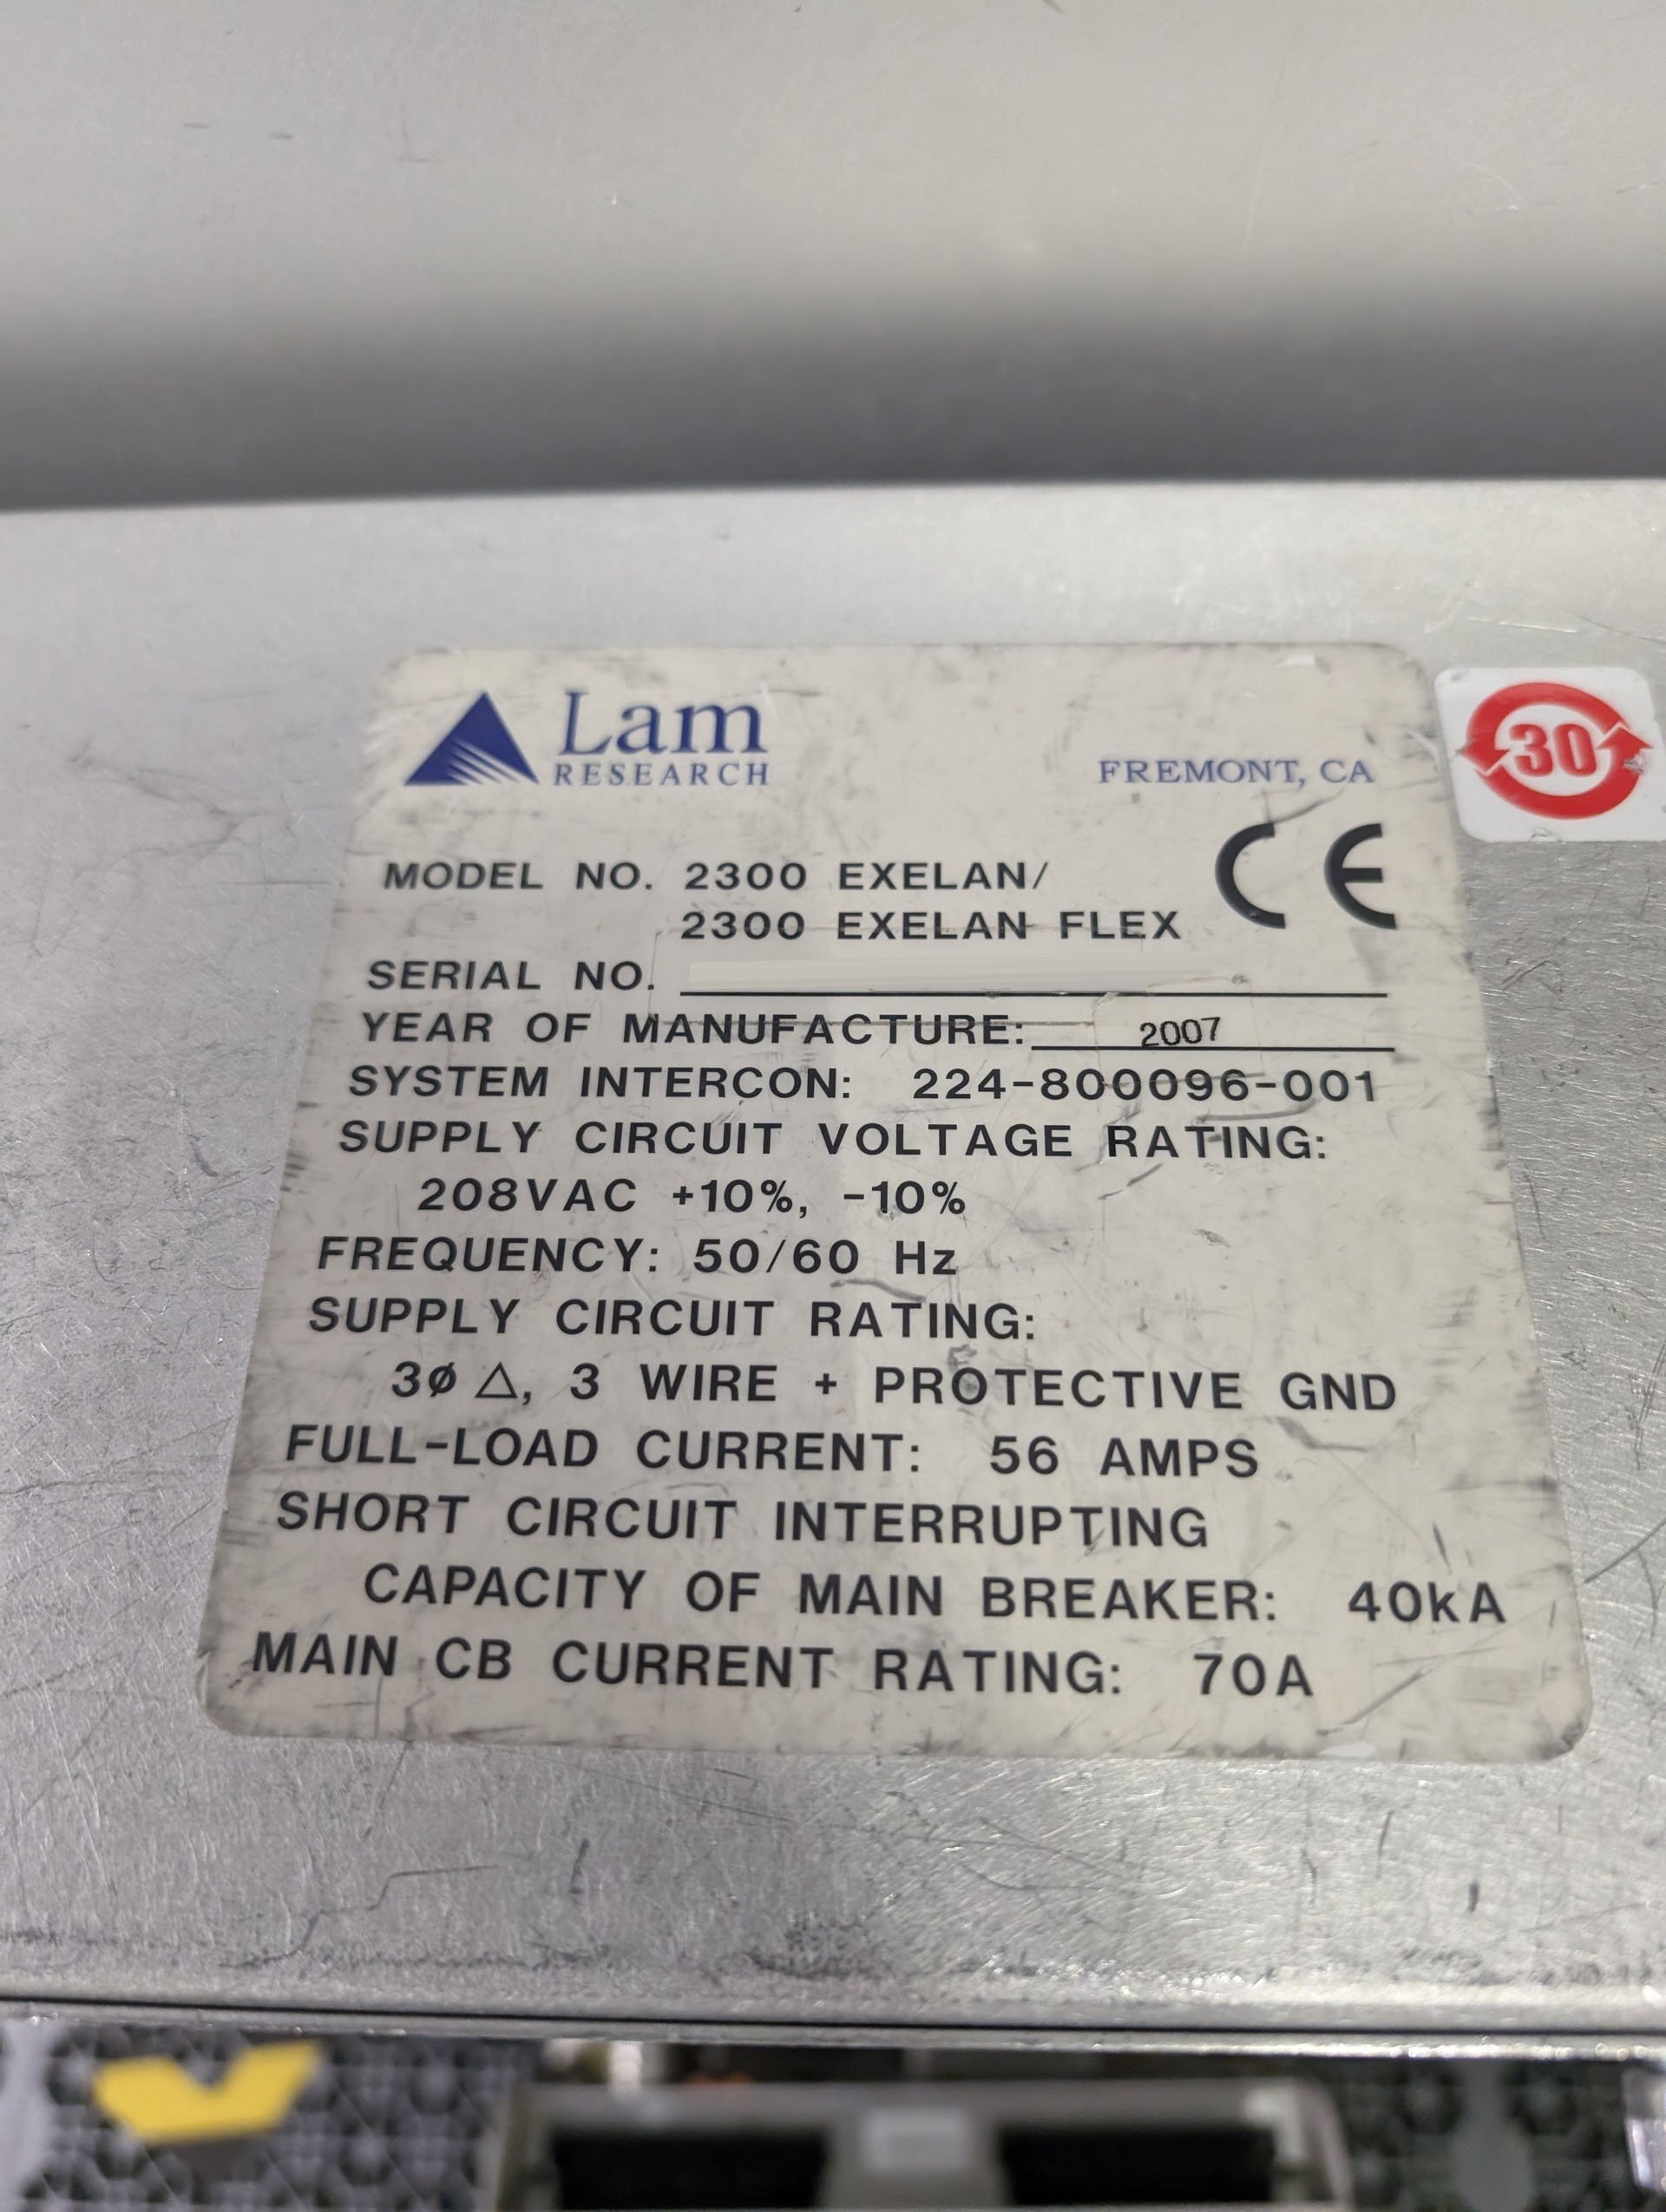 Lam
RESEARCH
FREMONT, CA
30
CE
MODEL NO. 2300 EXELAN/
2300 EXELAN FLEX
SERIAL NO.
YEAR OF MANUFACTURE: 2007
SYSTEM INTERCON: 224-800096-001
SUPPLY CIRCUIT VOLTAGE RATING:
208VAC +10%, -10%
FREQUENCY: 50/60 Hz
SUPPLY CIRCUIT RATING:
3ø △, 3 WIRE + PROTECTIVE GND
FULL-LOAD CURRENT: 56 AMPS
SHORT CIRCUIT INTERRUPTING
CAPACITY OF MAIN BREAKER: 40kA
MAIN CB CURRENT RATING: 70A